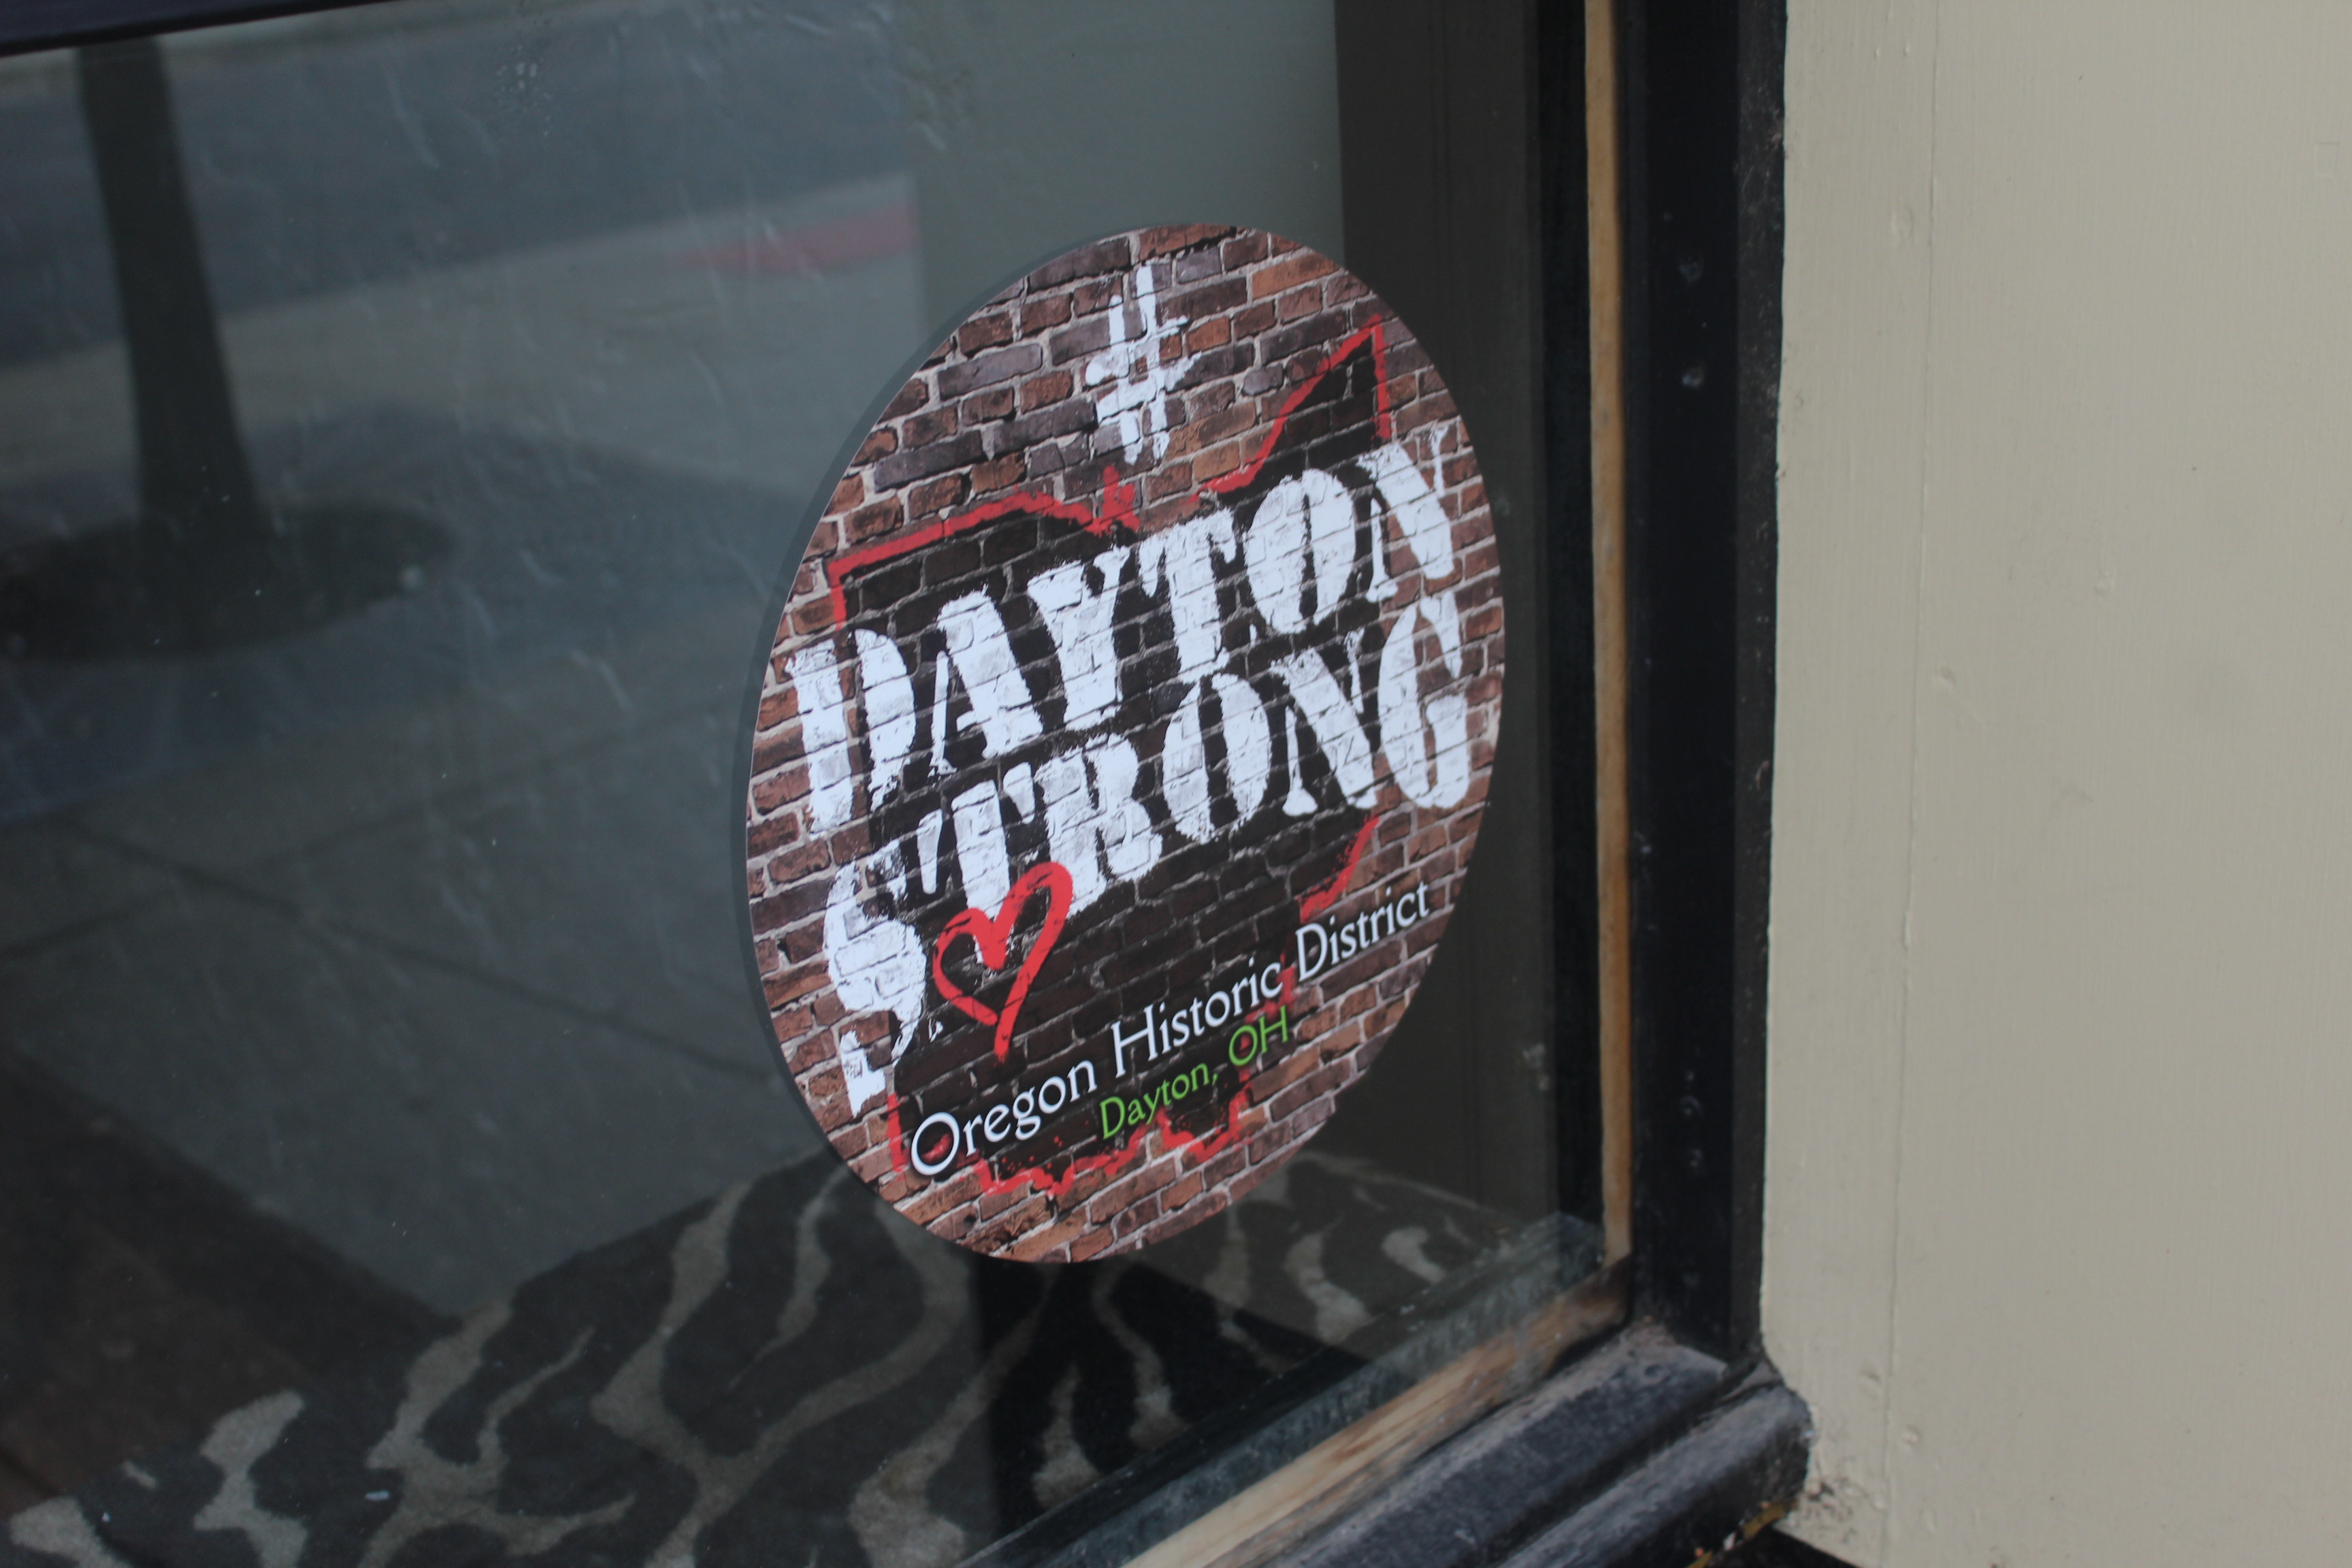 #
DAYTON
STRONG
Oregon Historic District
Dayton, OH